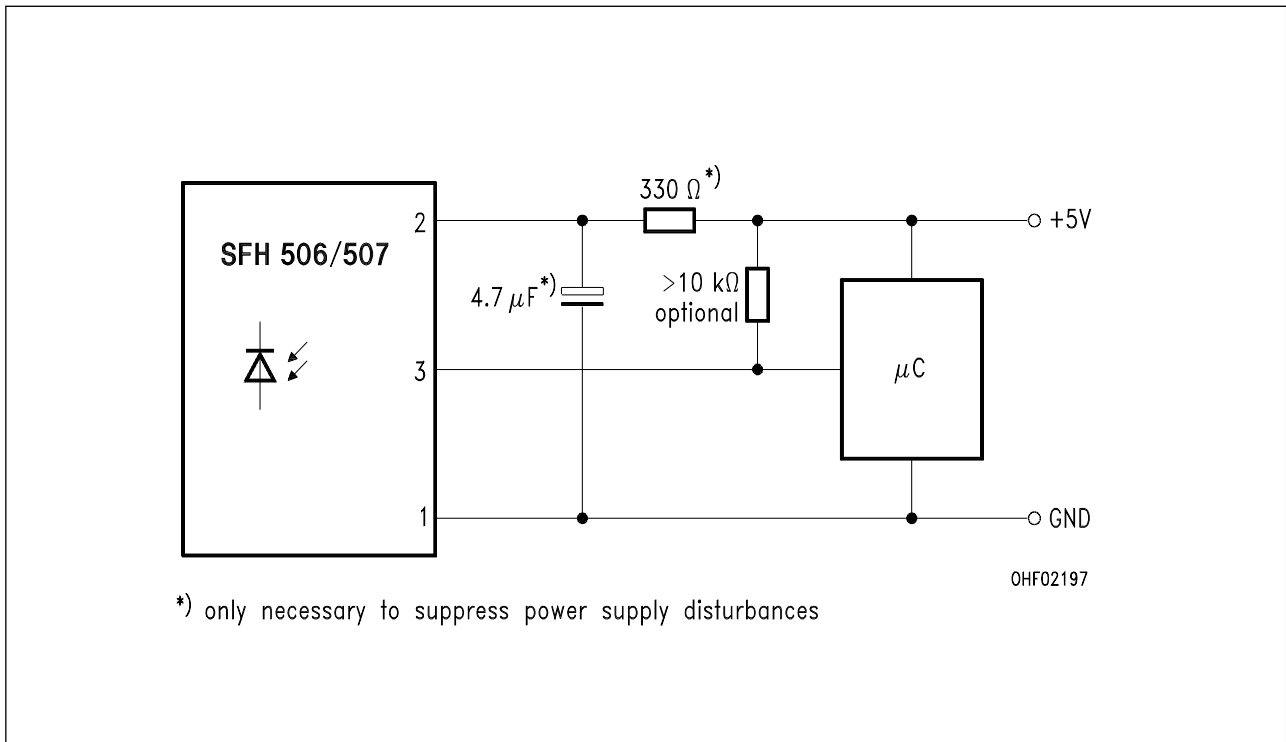 330 Ω*)
2
+5V
SFH 506/507
4.7 μF*)
>10 kΩ
optional
3
μC
1
GND
OHF02197
*) only necessary to suppress power supply disturbances